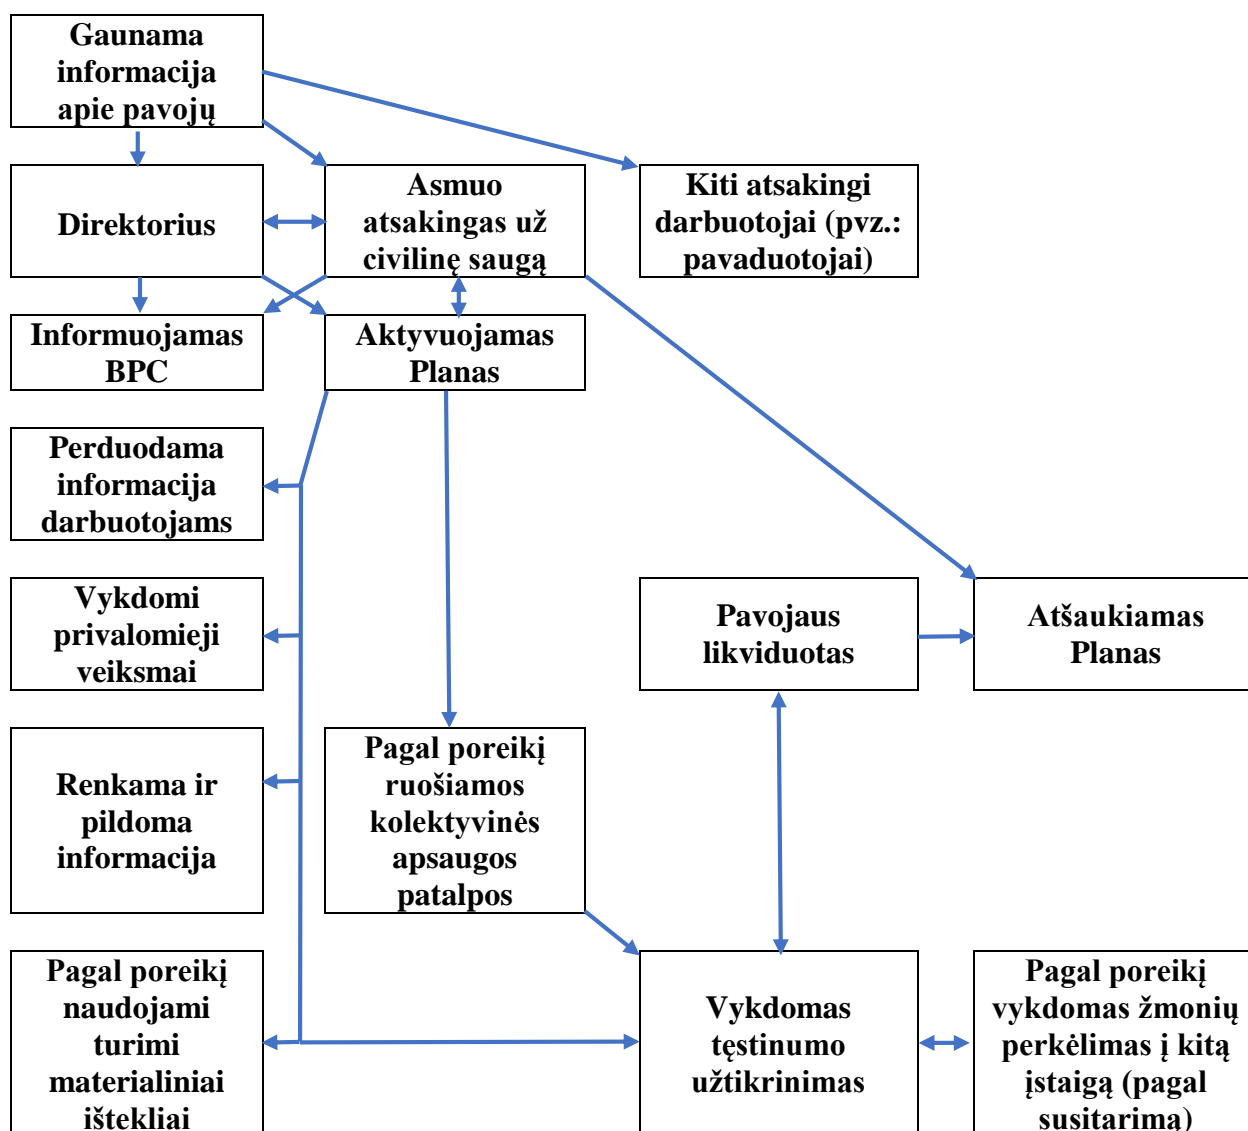 Gaunama
informacija
apie pavojų
Direktorius
Asmuo
atsakingas už
civilinę saugą
Kiti atsakingi
darbuotojai (pvz.:
pavaduotojai)
Informuojamas
BPC
Aktyvuojamas
Planas
Perduodama
informacija
darbuotojams
Vykdomi
privalomieji
veiksmai
Pavojaus
likviduotas
Atšaukiamas
Planas
Renkama ir
pildoma
informacija
Pagal poreikį
ruošiamos
kolektyvinės
apsaugos
patalpos
Pagal poreikį
naudojami
turimi
materialiniai
ištekliai
Vykdomas
tęstinumo
užtikrinimas
Pagal poreikį
vykdomas žmonių
perkėlimas į kitą
įstaigą (pagal
susitarimą)